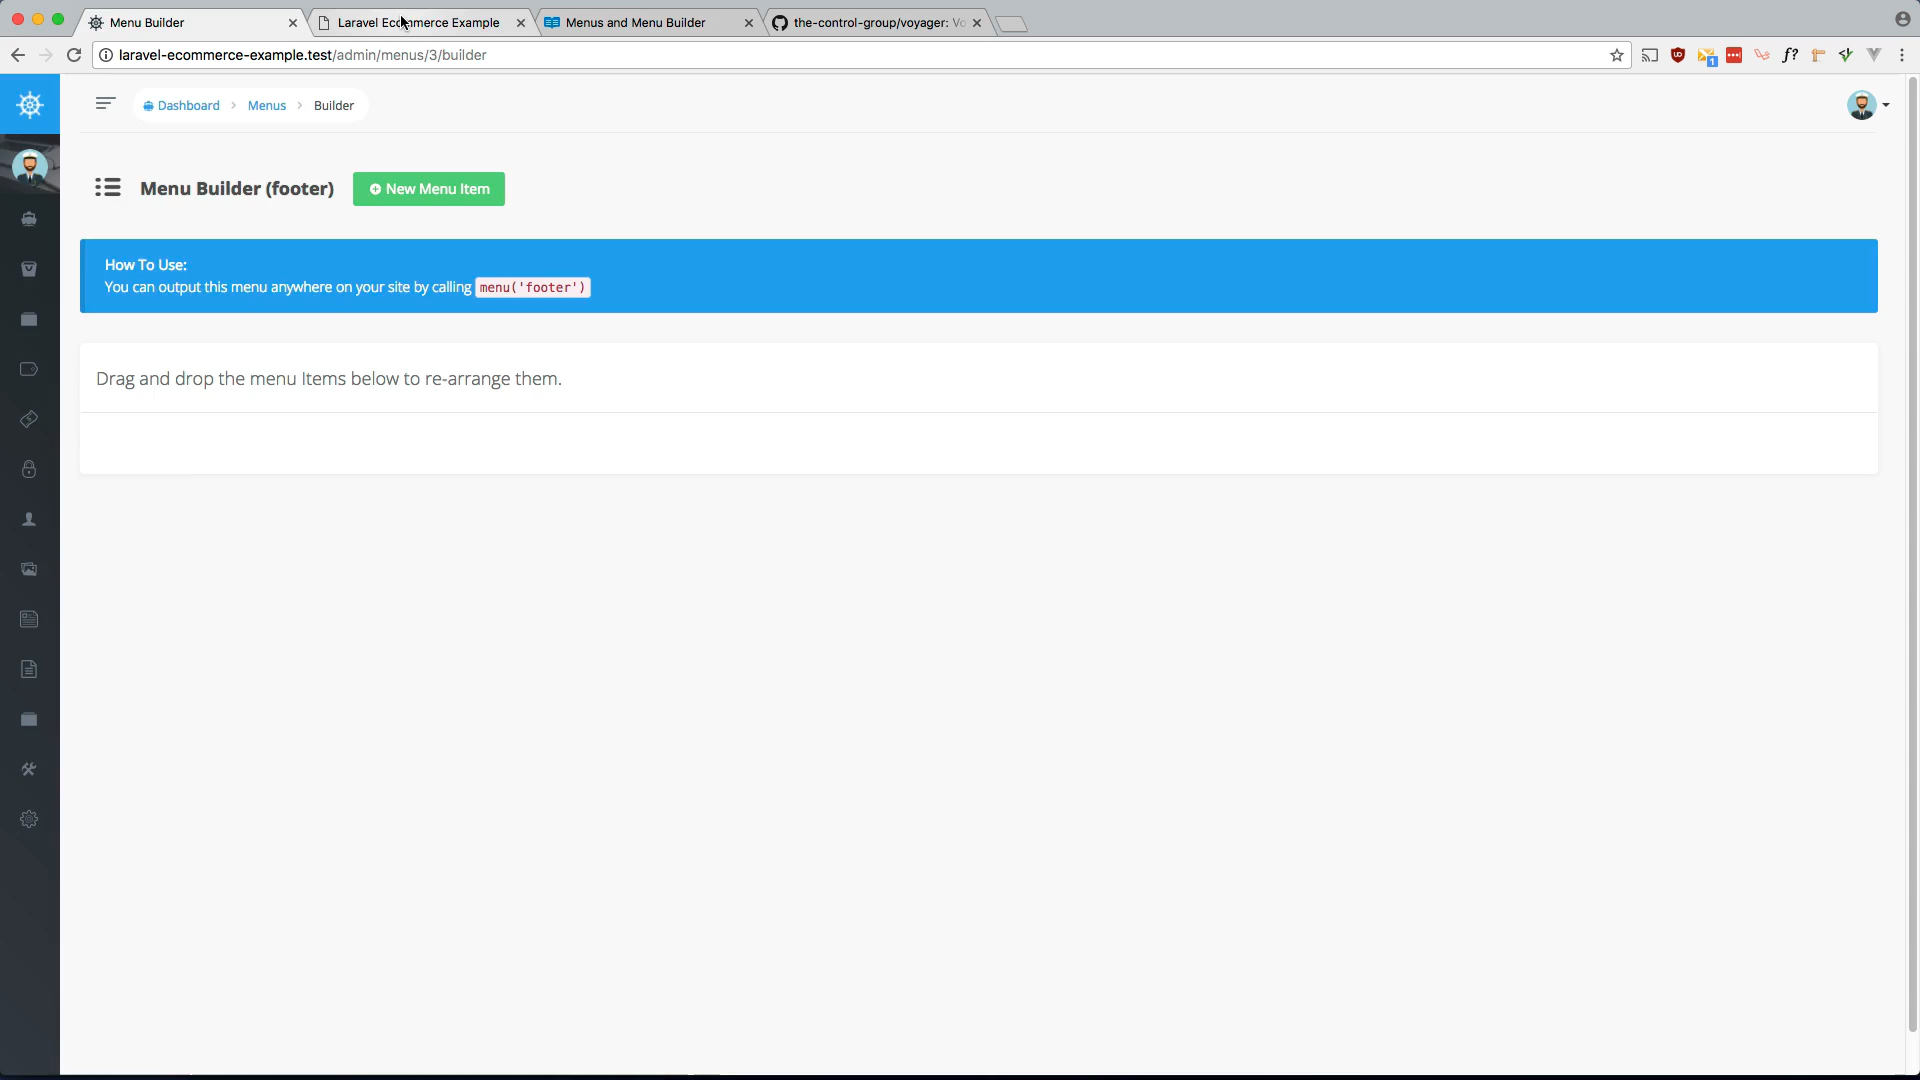 Menu Builder
Laravel Ecommerce Example
Menus and Menu Builder
the-control-group/voyager: Vo
laravel-ecommerce-example.test/admin/menus/3/builder
1
f?
Dashboard > Menus > Builder
Menu Builder (footer)
New Menu Item
How To Use:
You can output this menu anywhere on your site by calling menu('footer')
Drag and drop the menu Items below to re-arrange them.